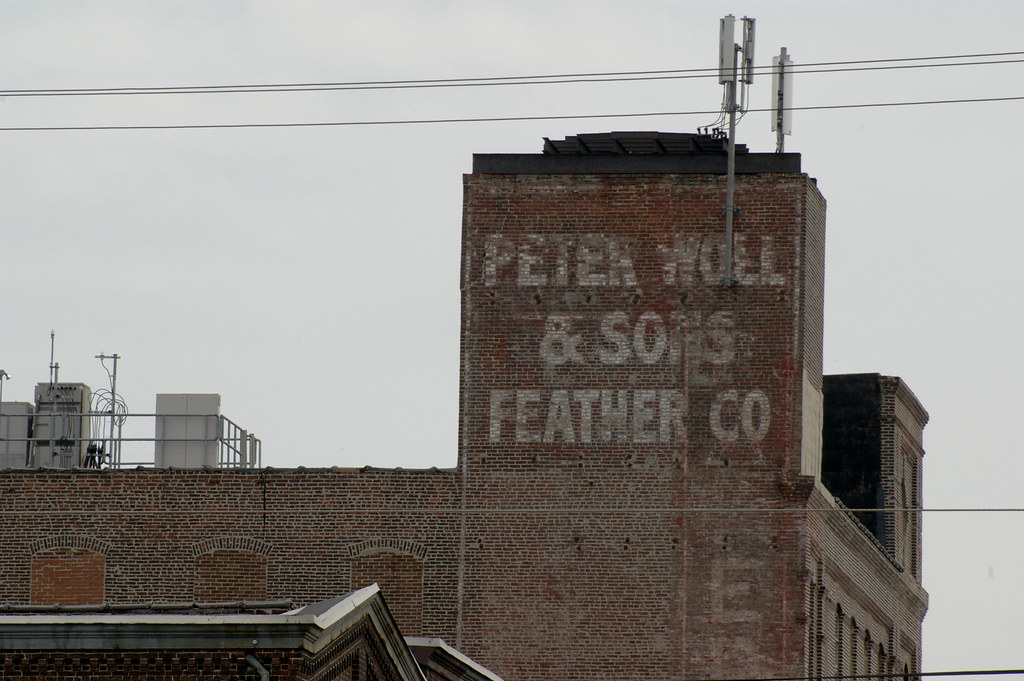 PETER WOLL
& SONS
FEATHER CO